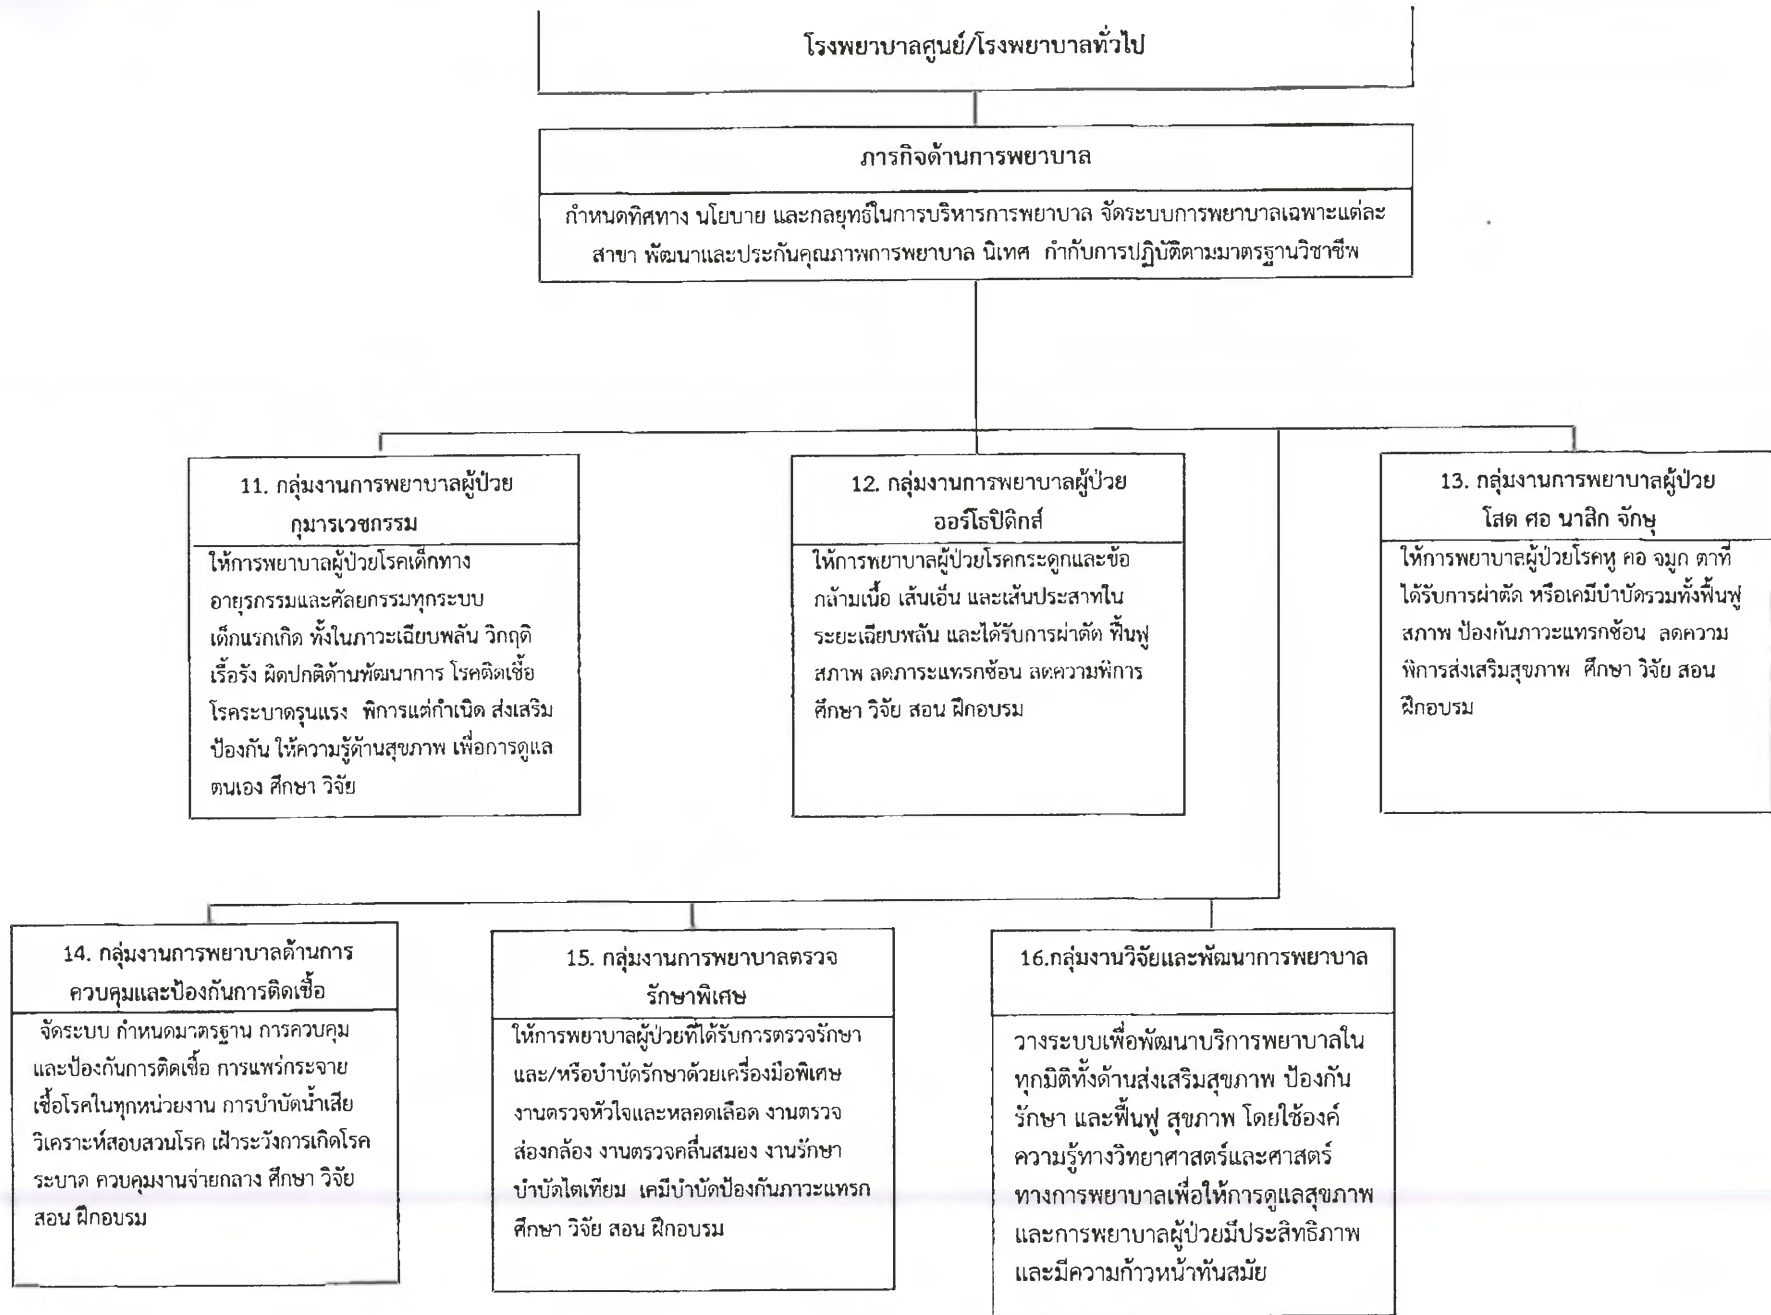 โรงพยาบาลศูนย์/โรงพยาบาลทั่วไป
ภารกิจด้านการพยาบาล
กำหนดทิศทาง นโยบาย และกลยุทธ์ในการบริหารการพยาบาล จัดระบบการพยาบาลเฉพาะแต่ละ
สาขา พัฒนาและประกันคุณภาพการพยาบาล นิเทศ กำกับการปฏิบัติตามมาตรฐานวิชาชีพ
11. กลุ่มงานการพยาบาลผู้ป่วย
กุมารเวชกรรม
ให้การพยาบาลผู้ป่วยโรคเด็กทาง
อายุรกรรมและศัลยกรรมทุกระบบ
เด็กแรกเกิด ทั้งในภาวะเฉียบพลัน วิกฤติ
เรื้อรัง ผิดปกติด้านพัฒนาการ โรคติดเชื้อ
โรคระบาดรุนแรง พิการแต่กำเนิด ส่งเสริม
ป้องกัน ให้ความรู้ด้านสุขภาพ เพื่อการดูแล
ตนเอง ศึกษา วิจัย
12. กลุ่มงานการพยาบาลผู้ป่วย
ออร์โธปิดิกส์
ให้การพยาบาลผู้ป่วยโรคกระดูกและข้อ
กล้ามเนื้อ เส้นเอ็น และเส้นประสาทใน
ระยะเฉียบพลัน และได้รับการผ่าตัด ฟื้นฟู
สภาพ ลดภาระแทรกซ้อน ลดความพิการ
ศึกษา วิจัย สอน ฝึกอบรม
13. กลุ่มงานการพยาบาลผู้ป่วย
โสต ศอ นาสิก จักษุ
ให้การพยาบาลผู้ป่วยโรคหู คอ จมูก ตาที่
ได้รับการผ่าตัด หรือเคมีบำบัดรวมทั้งฟื้นฟู
สภาพ ป้องกันภาวะแทรกซ้อน ลดความ
พิการส่งเสริมสุขภาพ ศึกษา วิจัย สอน
ฝึกอบรม
14. กลุ่มงานการพยาบาลด้านการ
ควบคุมและป้องกันการติดเชื้อ
จัดระบบ กำหนดมาตรฐาน การควบคุม
และป้องกันการติดเชื้อ การแพร่กระจาย
เชื้อโรคในทุกหน่วยงาน การบำบัดน้ำเสีย
วิเคราะห์สอบสวนโรค เฝ้าระวังการเกิดโรค
ระบาด ควบคุมงานจ่ายกลาง ศึกษา วิจัย
สอน ฝึกอบรม
15. กลุ่มงานการพยาบาลตรวจ
รักษาพิเศษ
ให้การพยาบาลผู้ป่วยที่ได้รับการตรวจรักษา
และ/หรือบำบัดรักษาด้วยเครื่องมือพิเศษ
งานตรวจหัวใจและหลอดเลือด งานตรวจ
ส่องกล้อง งานตรวจคลื่นสมอง งานรักษา
บำบัดไตเทียม เคมีบำบัดป้องกันภาวะแทรก
ศึกษา วิจัย สอน ฝึกอบรม
16.กลุ่มงานวิจัยและพัฒนาการพยาบาล
วางระบบเพื่อพัฒนาบริการพยาบาลใน
ทุกมิติทั้งด้านส่งเสริมสุขภาพ ป้องกัน
รักษา และฟื้นฟู สุขภาพ โดยใช้องค์
ความรู้ทางวิทยาศาสตร์และศาสตร์
ทางการพยาบาลเพื่อให้การดูแลสุขภาพ
และการพยาบาลผู้ป่วยมีประสิทธิภาพ
และมีความก้าวหน้าทันสมัย